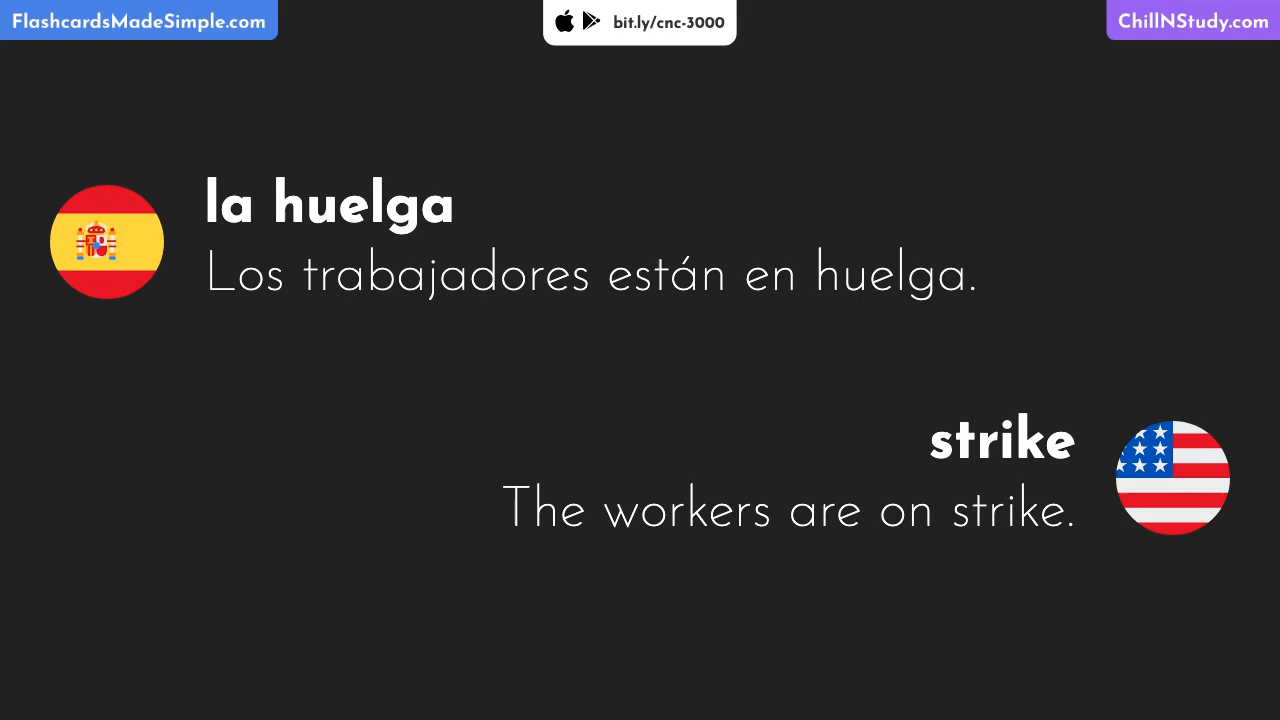 FlashcardsMadeSimple.com
bit.ly/cnc-3000
ChillNStudy.com
la huelga
Los trabajadores están en huelga.
strike
The workers are on strike.